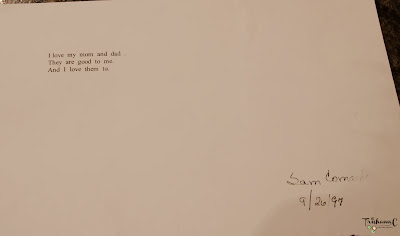 I love my mom and dad .
They are good to me.
And I love them to.
Sam
9/26'97